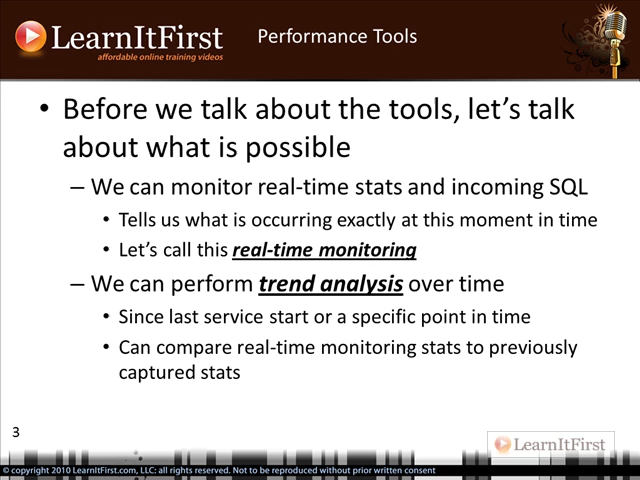 LearnItFirst
affordable online training videos
Performance Tools
• Before we talk about the tools, let’s talk
about what is possible
– We can monitor real-time stats and incoming SQL
• Tells us what is occurring exactly at this moment in time
• Let’s call this real-time monitoring
– We can perform trend analysis over time
• Since last service start or a specific point in time
• Can compare real-time monitoring stats to previously
captured stats
3
LearnItFirst
© copyright 2010 LearnItFirst.com, LLC: all rights reserved. Not to be reproduced without prior written consent